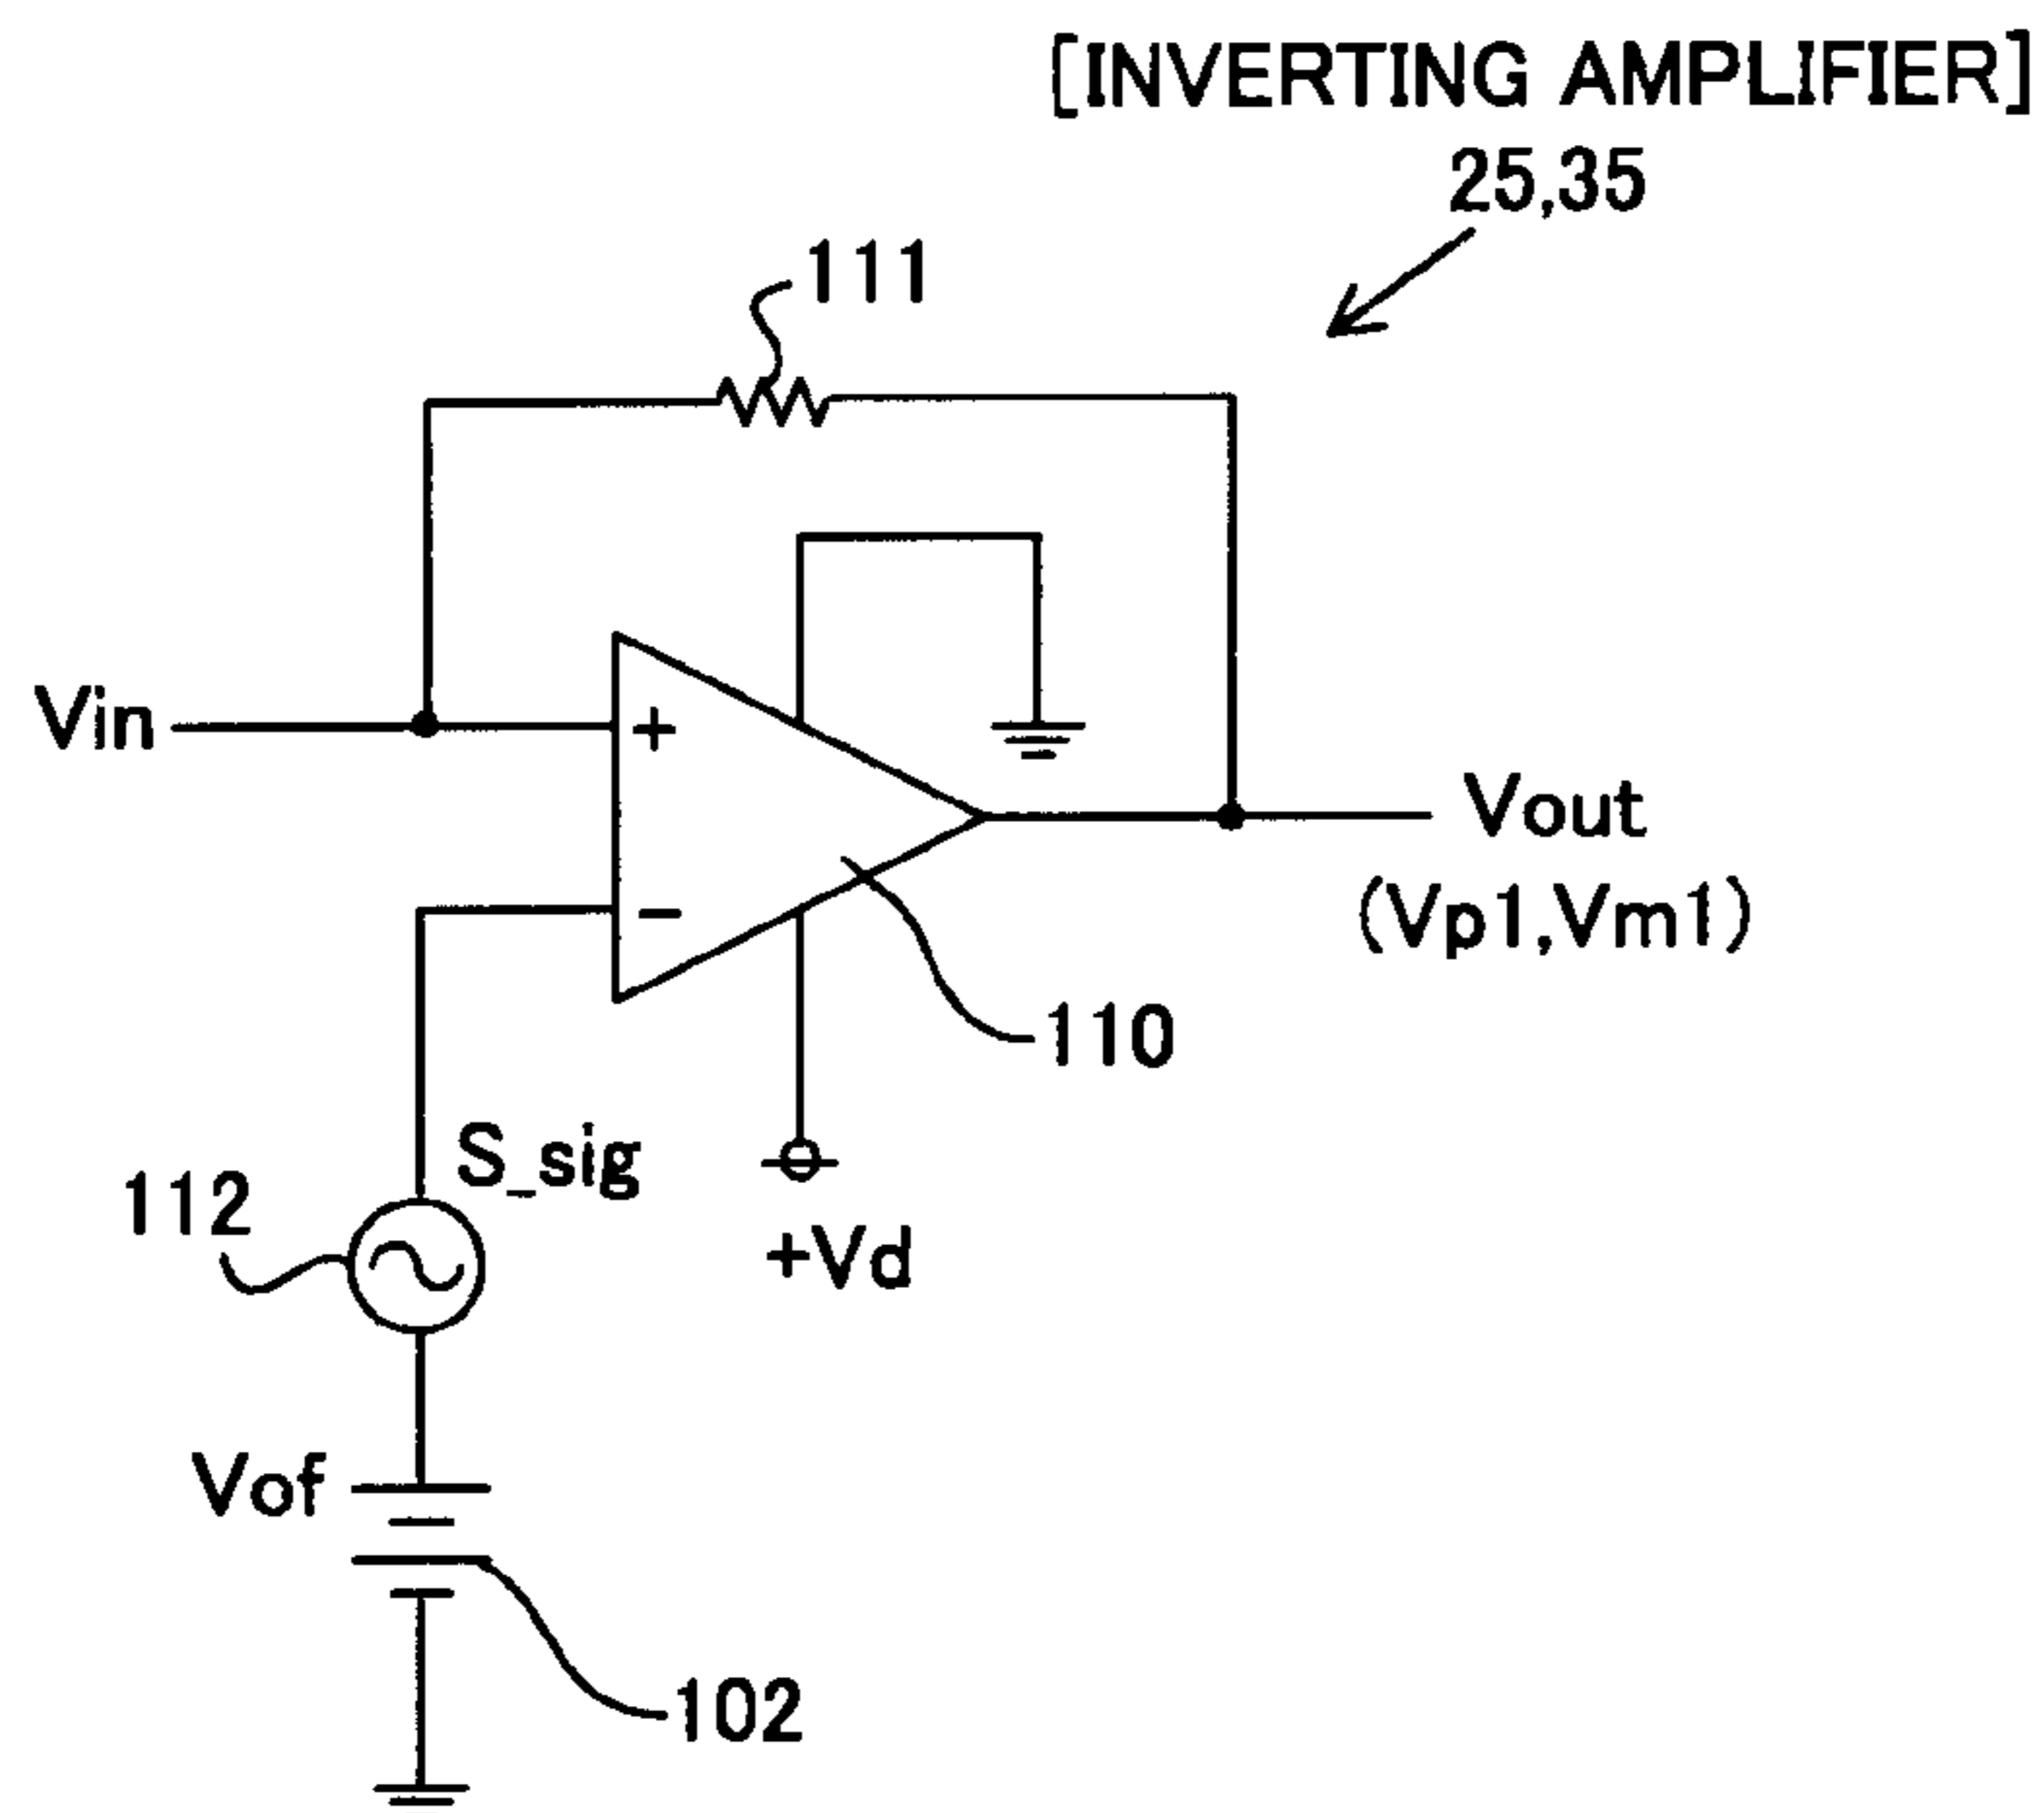 [INVERTING AMPLIFIER]
25,35
111
Vin
+
Vout
(Vp1,Vm1)
-
110
S_sig
112
+Vd
Vof
102